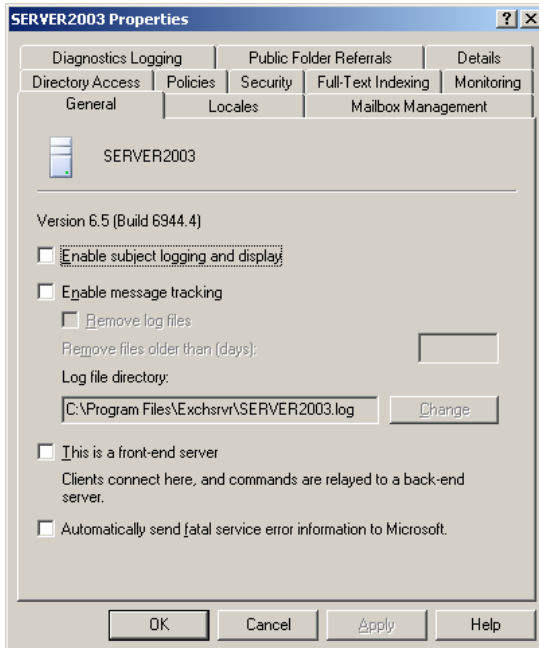 SERVER2003 Properties
Diagnostics Logging Public Folder Referrals Details
Directory Access Policies Security Full-Text Indexing Monitoring
General Locales Mailbox Management
SERVER2003
Version 6.5 (Build 6944.4)
Enable subject logging and display
Enable message tracking
Remove log files
Remove files older than (days):
Log file directory:
C:\Program Files\Exchsrvr\SERVER2003.log Change
This is a front-end server
Clients connect here, and commands are relayed to a back-end
server.
Automatically send fatal service error information to Microsoft.
OK Cancel Apply Help